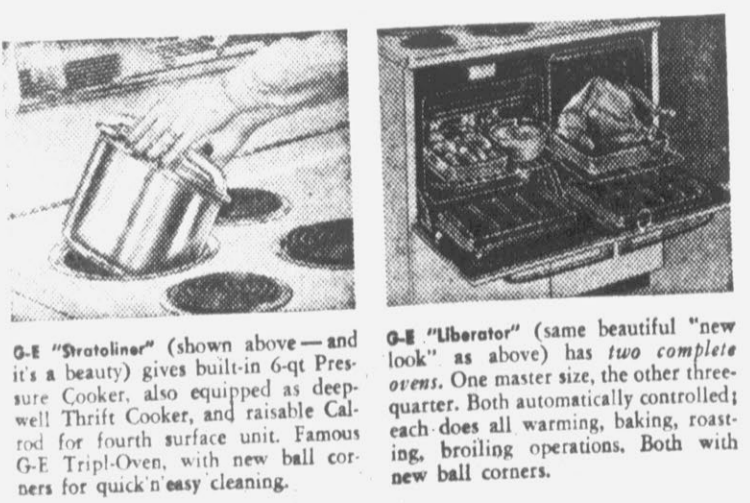 G-E "Stratoliner" (shown above — and
it's a beauty) gives built-in 6-qt Pres-
sure Cooker, also equipped as deep-
well Thrift Cooker, and raisable Cal-
rod for fourth surface unit. Famous
G-E Tripl-Oven, with new ball cor-
ners for quick'n'easy cleaning.
G-E "Liberator" (same beautiful "new
look" as above) has two complete
ovens. One master size, the other three-
quarter. Both automatically controlled;
each does all warming, baking, roast-
ing, broiling operations. Both with
new ball corners.